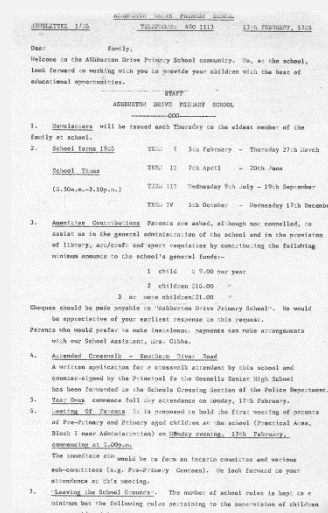 ASHBURTON DRIVE PRIMARY SCHOOL
NEWSLETTER 1/86 TELEPHONE: 490 1113 13th FEBRUARY, 1986
Dear family,
Welcome to the Ashburton Drive Primary School community. We, at the school,
look forward to working with you to provide your children with the best of
educational opportunities.
STAFF
ASHBURTON DRIVE PRIMARY SCHOOL
----------oOo----------
1. Newsletters will be issued each Thursday to the eldest member of the
family at school.
2. School Terms 1986 TERM I 5th February - Thursday 27th March
School Times TERM II 7th April - 20th June
(8.50a.m.-3.10p.m.) TERM III Wednesday 9th July - 19th September
TERM IV 5th October - Wednesday 17th December
3. Amenities Contributions Parents are asked, although not compelled, to
assist us in the general administration of the school and in the provision
of library, art/craft and sport requisites by contributing the following
minimum amounts to the school's general funds:-
1 child $ 9.00 per year
2 children $16.00 "
3 or more children $21.00 "
Cheques should be made payable to "Ashburton Drive Primary School". We would
be appreciative of your earliest response to this request.
Parents who would prefer to make instalment payments can make arrangements
with our School Assistant, Mrs. Gibbs.
4. Attended Crosswalk - Southern River Road
A written application for a crosswalk attendant by this school and
counter-signed by the Principal of the Gosnells Senior High School
has been forwarded to the Schools Crossing Section of the Police Department.
5. Year Ones commence full day attendance on Monday, 17th February.
6. Meeting Of Parents It is proposed to hold the first meeting of parents
of Pre-Primary and Primary aged children at the school (Practical Area,
Block 1 near Administration) on Monday evening, 17th February,
commencing at
The immediate aim would be to form an interim committee and various
sub-committees (e.g. Pre-Primary Canteen). We look forward to your
attendance at this meeting.
7. "Leaving the School Grounds". The number of school rules is kept to a
minimum but the following rules pertaining to the supervision of children